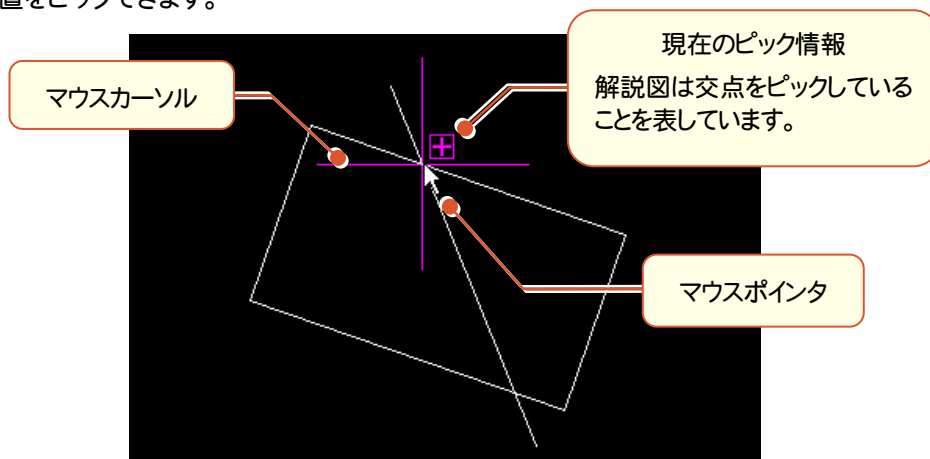 置をピックできます。
現在のピック情報
解説図は交点をピックしている
ことを表しています。
マウスカーソル
マウスポインタ